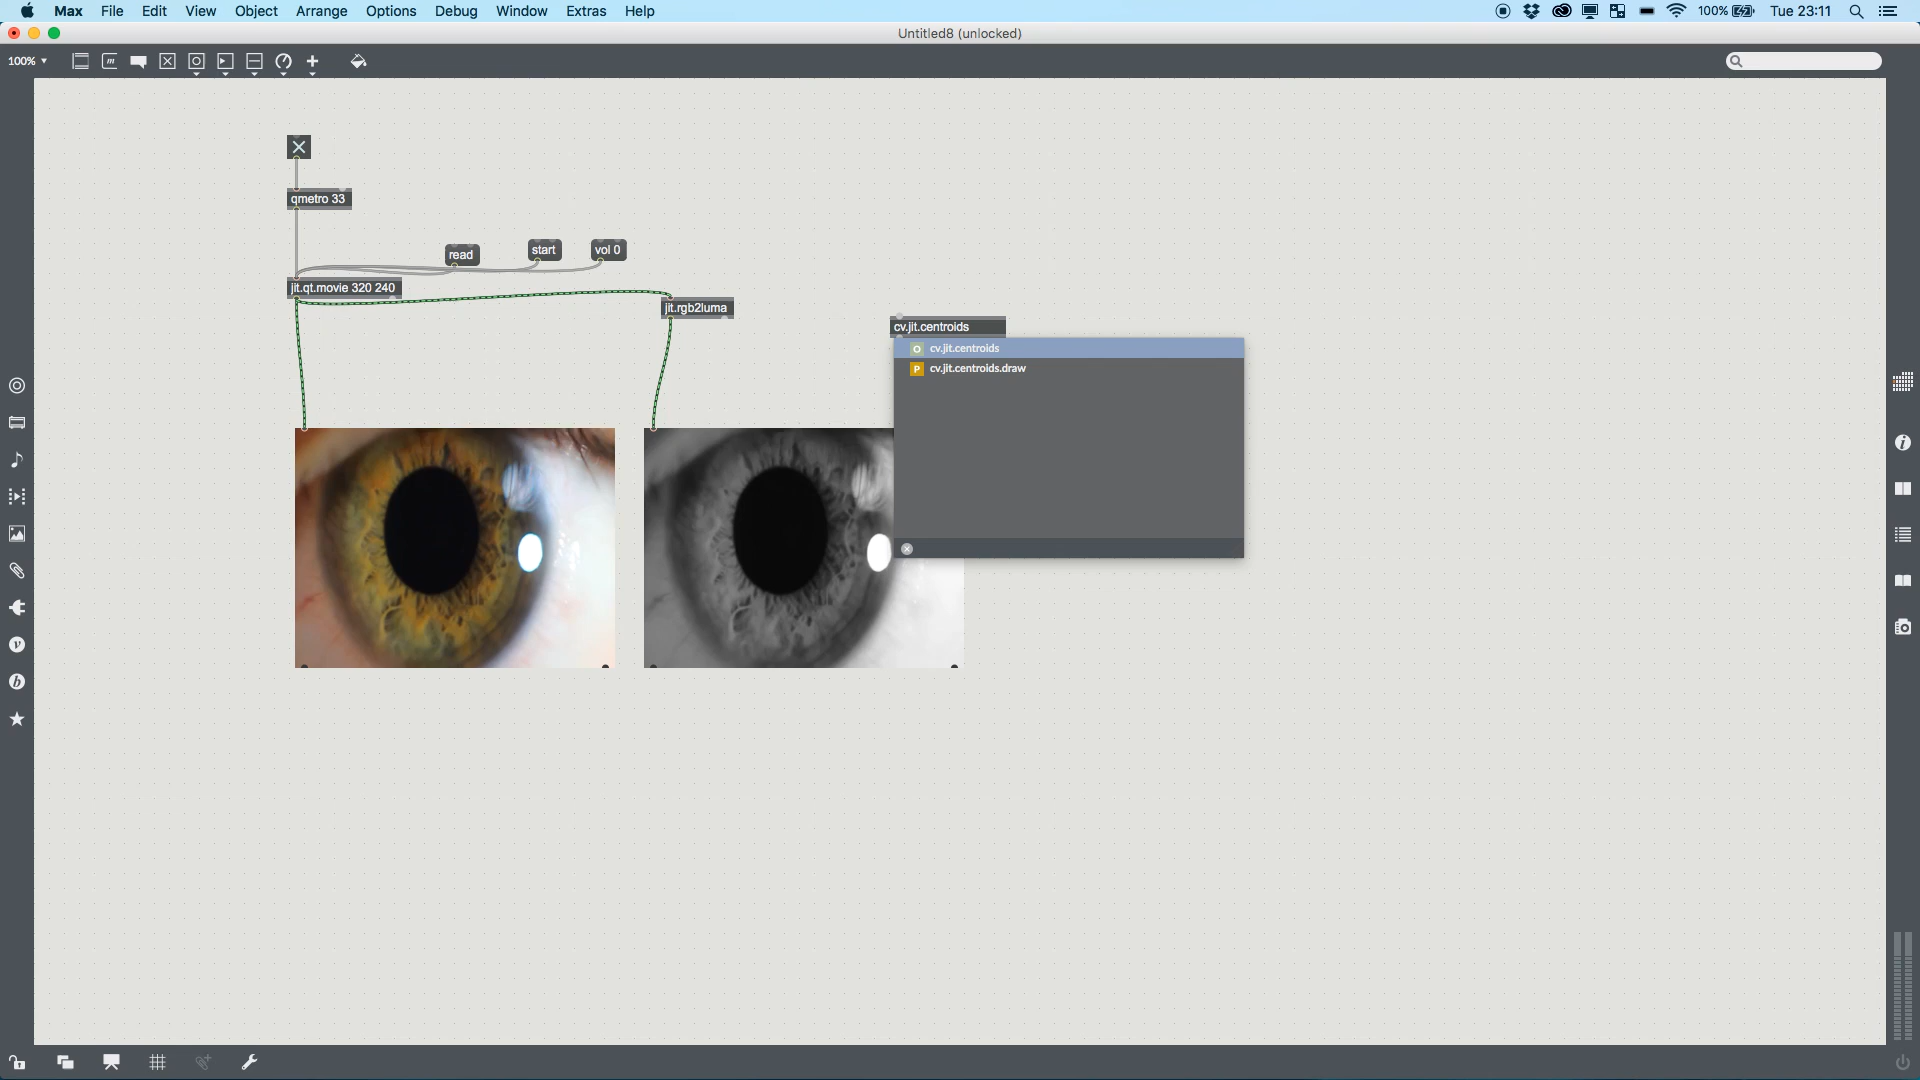 Max File Edit View Object Arrange Options Debug Window Extras Help 100% Tue 23:11
Untitled8 (unlocked)
100%
qmetro 33
read
start
vol 0
jit.qt.movie 320 240
jit.rgb2luma
cv.jit.centroids
O cv.jit.centroids
P cv.jit.centroids.draw